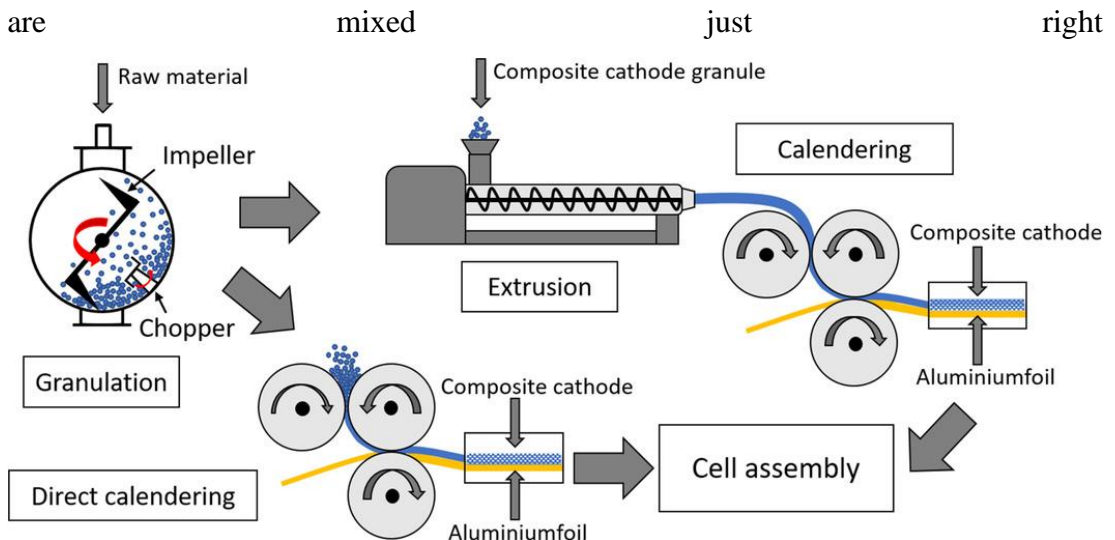 are mixed just right
Raw material
Composite cathode granule
Impeller
Calendering
Composite cathode
Extrusion
Chopper
Granulation
Aluminiumfoil
Composite cathode
Cell assembly
Direct calendering
Aluminiumfoil